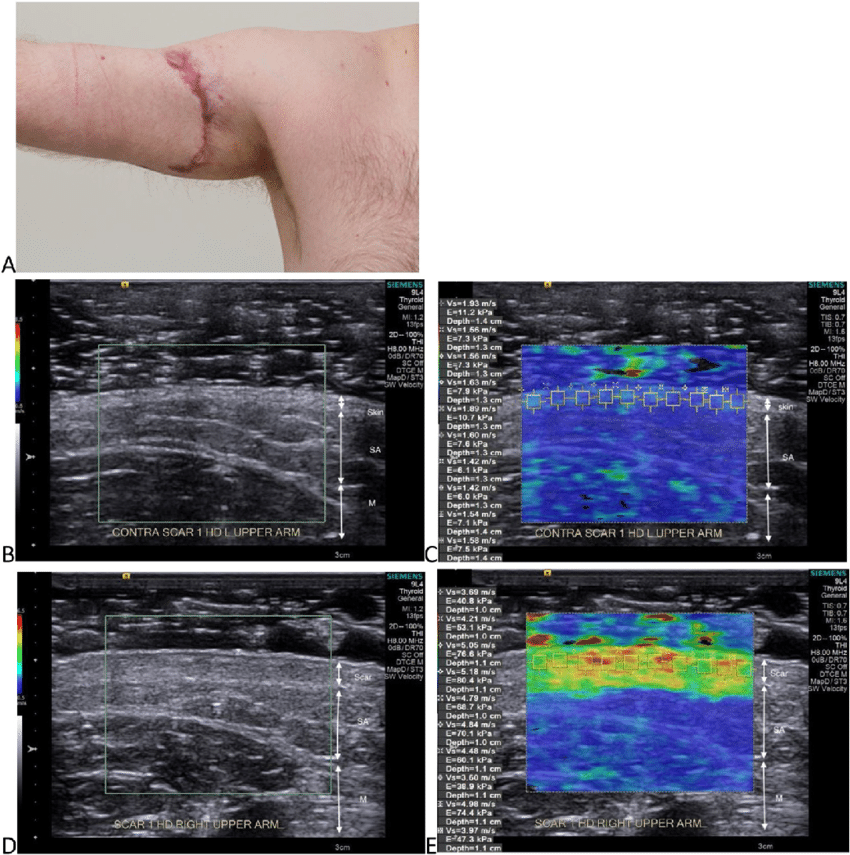 A
SIEMENS
9L4
Thyroid
General
MI: 1.2
13fps
2D--100%
THI
H8.00 MHz
0dB/DR70
SC Off
DTCE M
MapD/ST3
SW Velocity
Skin
SA
M
CONTRA SCAR 1 HD L UPPER ARM
3cm
B
Vs=1.93 m/s
E=11.2 kPa
Depth=1.4 cm
Vs=1.56 m/s
E=7.3 kPa
Depth=1.3 cm
Vs=1.56 m/s
E=7.3 kPa
Depth=1.3 cm
Vs=1.63 m/s
E=7.9 kPa
Depth=1.3 cm
Vs=1.89 m/s
E=10.7 kPa
Depth=1.3 cm
Vs=1.60 m/s
E=7.6 kPa
Depth=1.3 cm
Vs=1.42 m/s
E=6.1 kPa
Depth=1.3 cm
Vs=1.42 m/s
E=6.0 kPa
Depth=1.3 cm
Vs=1.54 m/s
E=7.1 kPa
Depth=1.4 cm
Vs=1.58 m/s
E=7.5 kPa
Depth=1.4 cm
SIEMENS
9L4
Thyroid
General
TIS: 0.7
TIB: 0.7
MI: 1.6
13fps
2D--100%
THI
H8.00 MHz
0dB/DR70
SC Off
DTCE M
MapD/ST3
SW Velocity
skin
SA
CONTRA SCAR 1 HD L UPPER ARM
3cm
C
SIEMENS
9L4
Thyroid
General
MI: 1.2
13fps
2D--100%
THI
H8.00 MHz
0dB/DR70
SC Off
DTCE M
MapD/ST3
SW Velocity
Scar
SA
M
SCAR 1 HD RIGHT UPPER ARM
3cm
D
Vs=3.69 m/s
E=40.8 kPa
Depth=1.0 cm
Vs=4.21 m/s
E=53.1 kPa
Depth=1.0 cm
Vs=5.05 m/s
E=76.6 kPa
Depth=1.1 cm
Vs=5.18 m/s
E=80.4 kPa
Depth=1.1 cm
Vs=4.79 m/s
E=68.7 kPa
Depth=1.0 cm
Vs=4.84 m/s
E=70.1 kPa
Depth=1.0 cm
Vs=4.48 m/s
E=60.1 kPa
Depth=1.1 cm
Vs=3.60 m/s
E=38.9 kPa
Depth=1.1 cm
Vs=4.98 m/s
E=74.4 kPa
Depth=1.1 cm
Vs=3.97 m/s
E=47.3 kPa
Depth=1.1 cm
SIEMENS
9L4
Thyroid
General
TIS: 0.7
TIB: 0.7
MI: 1.6
13fps
2D--100%
THI
H8.00 MHz
0dB/DR70
SC Off
DTCE M
MapD/ST3
SW Velocity
Scar
SA
M
SCAR 1 HD RIGHT UPPER ARM
3cm
E